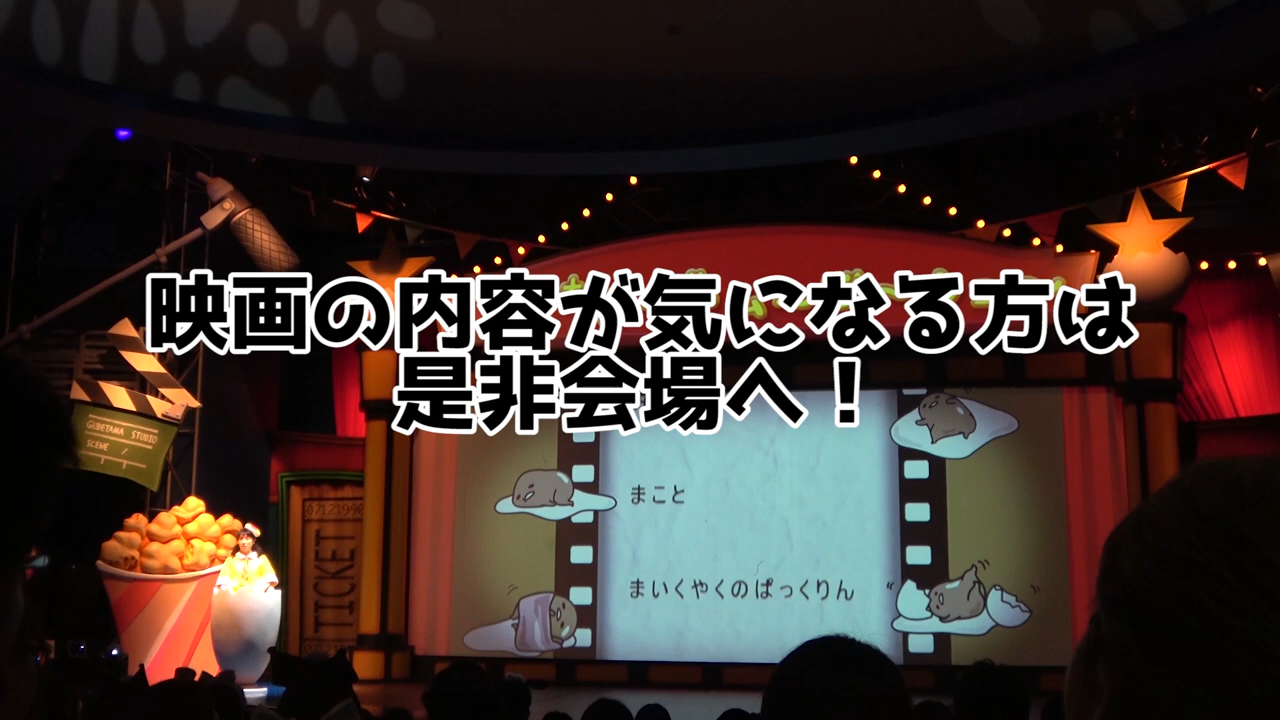 映画の内容が気になる方は
是非会場へ！
GUDETAMA STUDIO
SCENE /
07121990
TICKET
まこと
まいくやくのぱっくりん